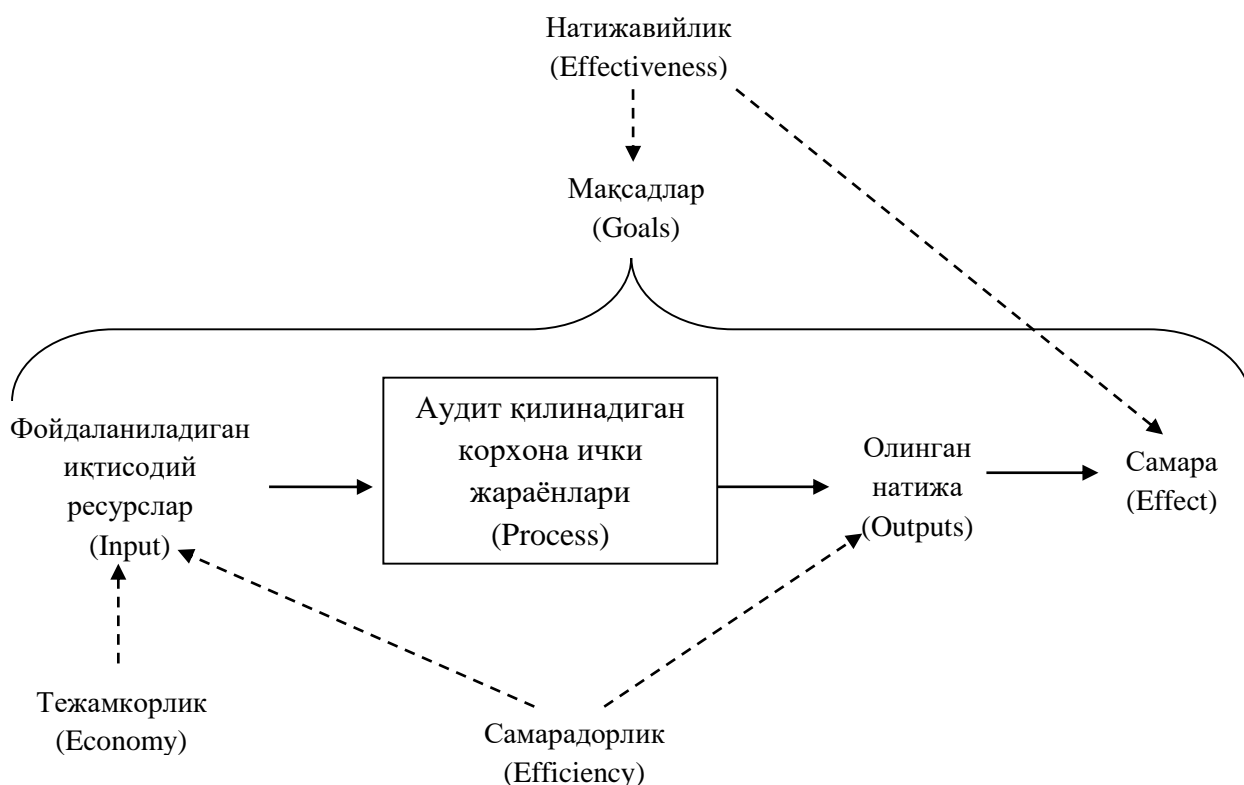 Натижавийлик
(Effectiveness)
Мақсадлар
(Goals)
Фойдаланиладиган
иқтисодий
ресурслар
(Input)
Аудит қилинадиган
корхона ички
жараёнлари
(Process)
Олинган
натижа
(Outputs)
Самара
(Effect)
Тежамкорлик
(Economy)
Самарадорлик
(Efficiency)